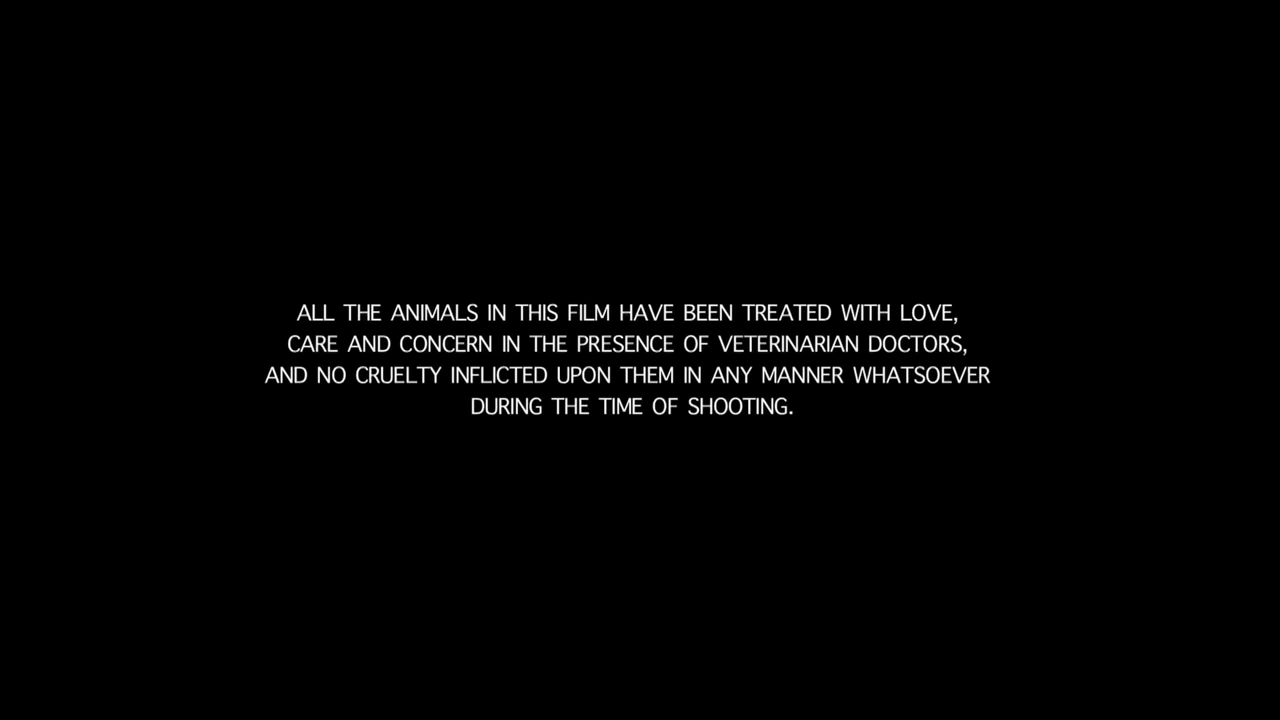 ALL THE ANIMALS IN THIS FILM HAVE BEEN TREATED WITH LOVE,
CARE AND CONCERN IN THE PRESENCE OF VETERINARIAN DOCTORS,
AND NO CRUELTY INFLICTED UPON THEM IN ANY MANNER WHATSOEVER
DURING THE TIME OF SHOOTING.